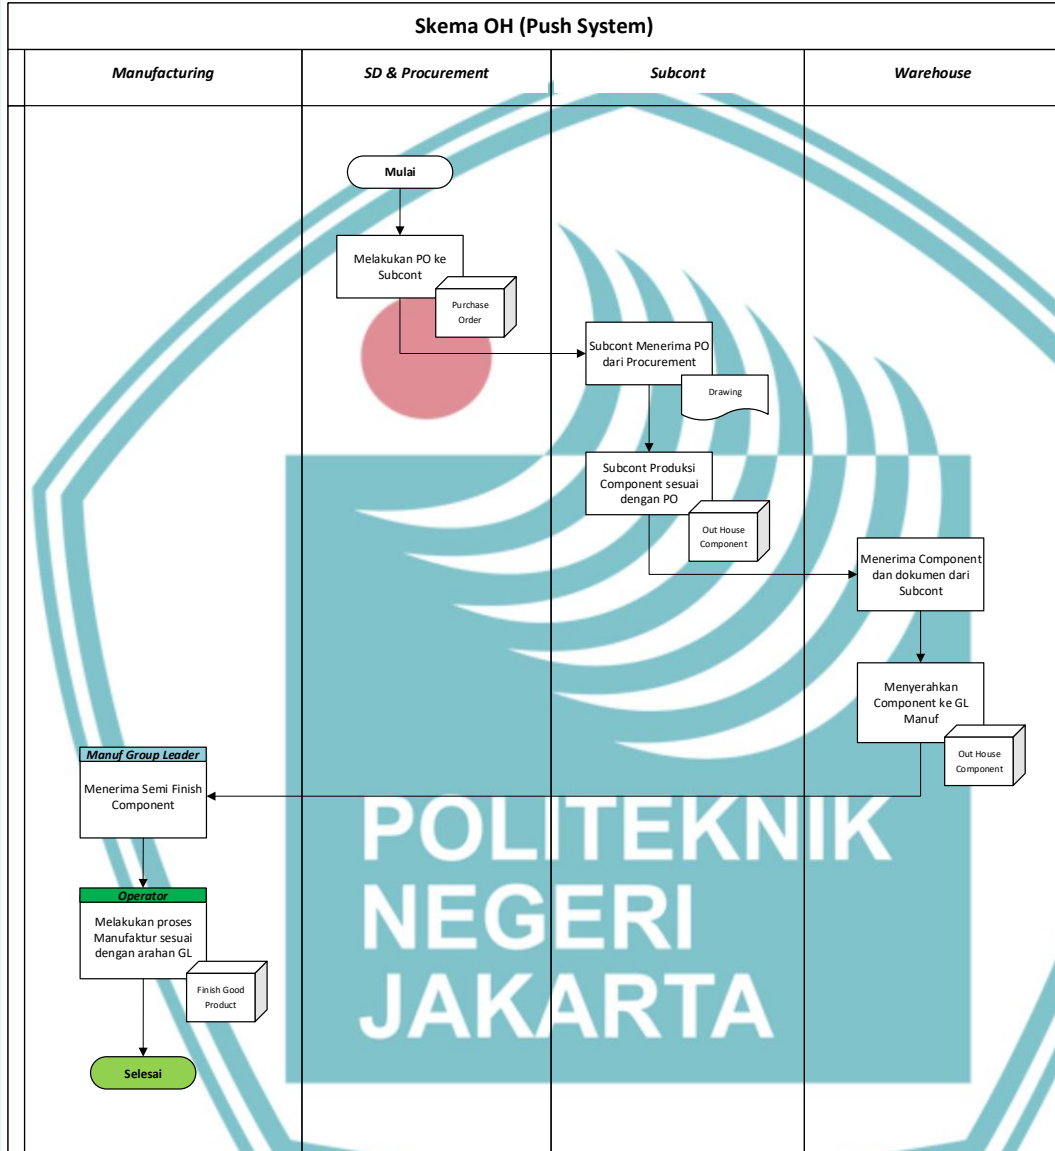 Skema OH (Push System)
Manufacturing
SD & Procurement
Subcont
Warehouse
Mulai
Melakukan PO ke
Subcont
Purchase
Order
Subcont Menerima PO
dari Procurement
Drawing
Subcont Produksi
Component sesuai
dengan PO
Out House
Component
Menerima Component
dan dokumen dari
Subcont
Menyerahkan
Component ke GL
Manuf
Out House
Component
Manuf Group Leader
Menerima Semi Finish
Component
Operator
Melakukan proses
Manufaktur sesuai
dengan arahan GL
Finish Good
Product
Selesai
POLITEKNIK
NEGERI
JAKARTA